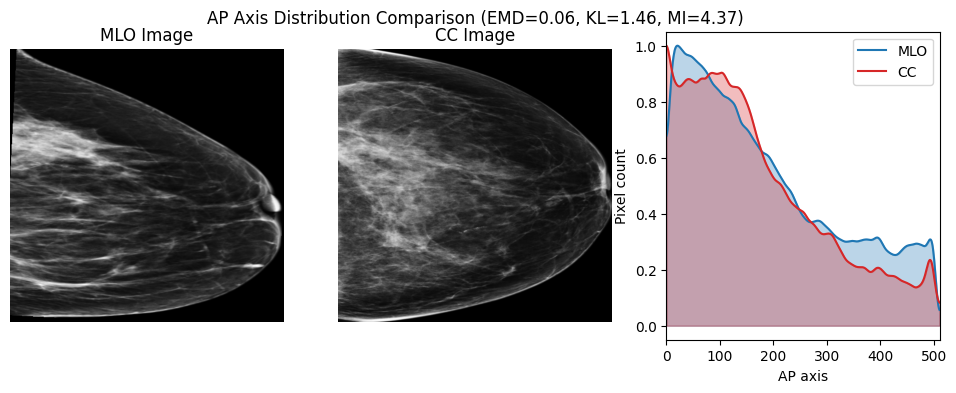 AP Axis Distribution Comparison (EMD=0.06, KL=1.46, MI=4.37)
MLO Image
CC Image
MLO
CC
Pixel count
1.0
0.8
0.6
0.4
0.2
0.0
0 100 200 300 400 500
AP axis